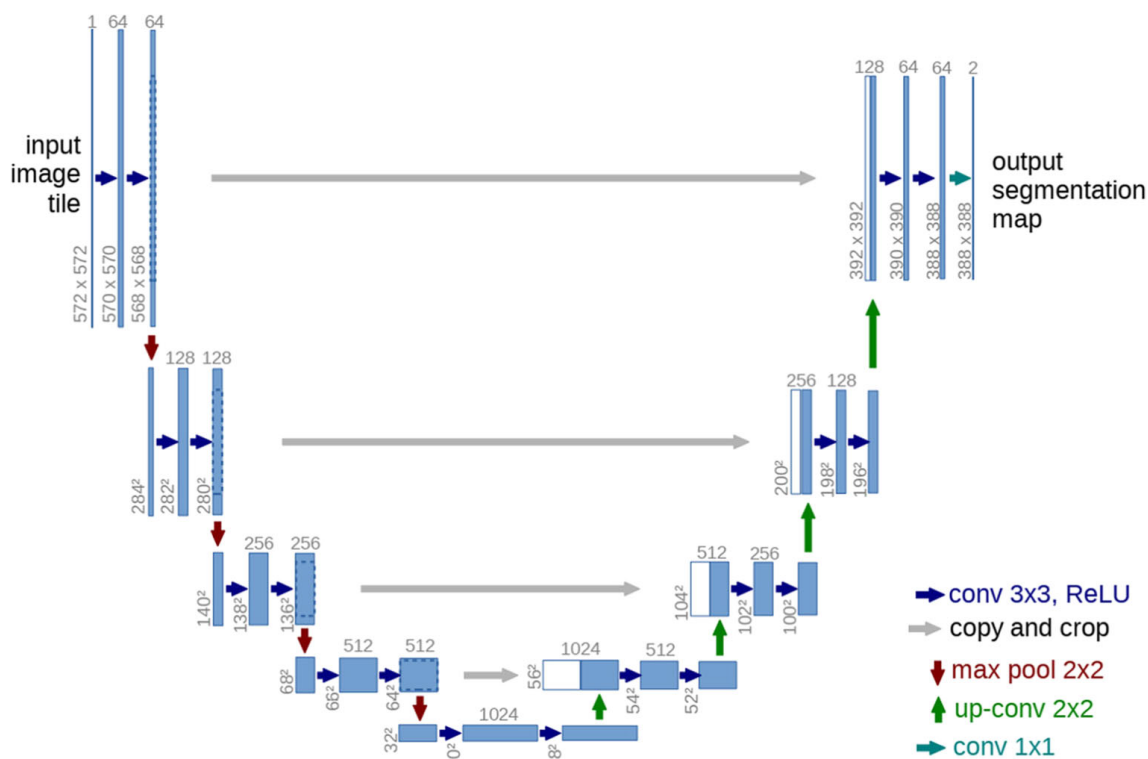 1 64 64
input
image
tile
572 x 572
570 x 570
568 x 568
128 64 64 2
output
segmentation
map
392 x 392
390 x 390
388 x 388
388 x 388
128 128
284²
282²
280²
256 128
200²
198²
196²
256 256
140²
138²
136²
512 256
104²
102²
100²
512 512
68²
66²
64²
1024 512
56²
54²
52²
1024
32²
0²
8²
conv 3x3, ReLU
copy and crop
max pool 2x2
up-conv 2x2
conv 1x1